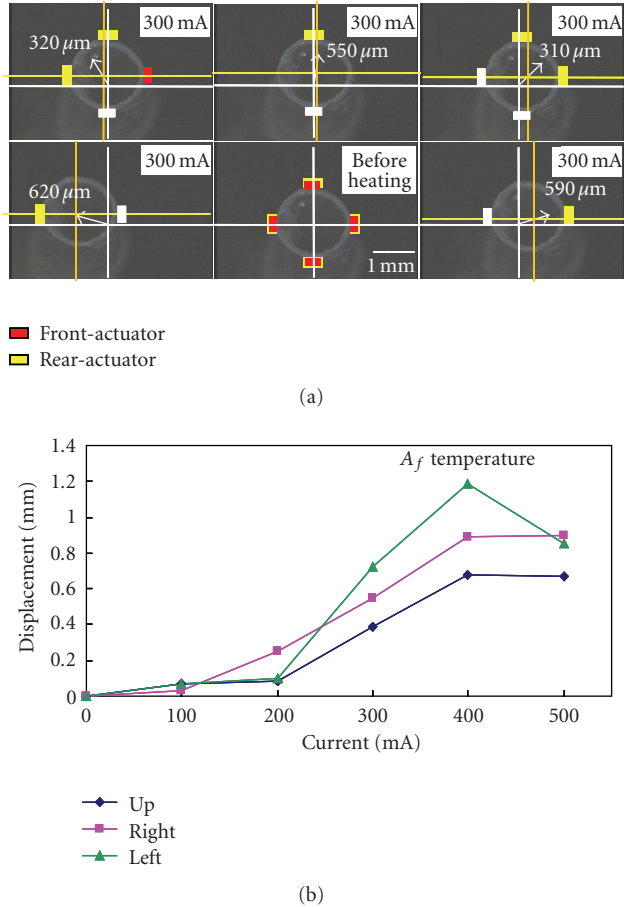 300 mA
320 µm
300 mA
550 µm
300 mA
310 µm
300 mA
620 µm
Before
heating
1 mm
300 mA
590 µm
Front-actuator
Rear-actuator
(a)
1.4
1.2
1
0.8
0.6
0.4
0.2
0
Displacement (mm)
A_f temperature
0 100 200 300 400 500
Current (mA)
Up
Right
Left
(b)